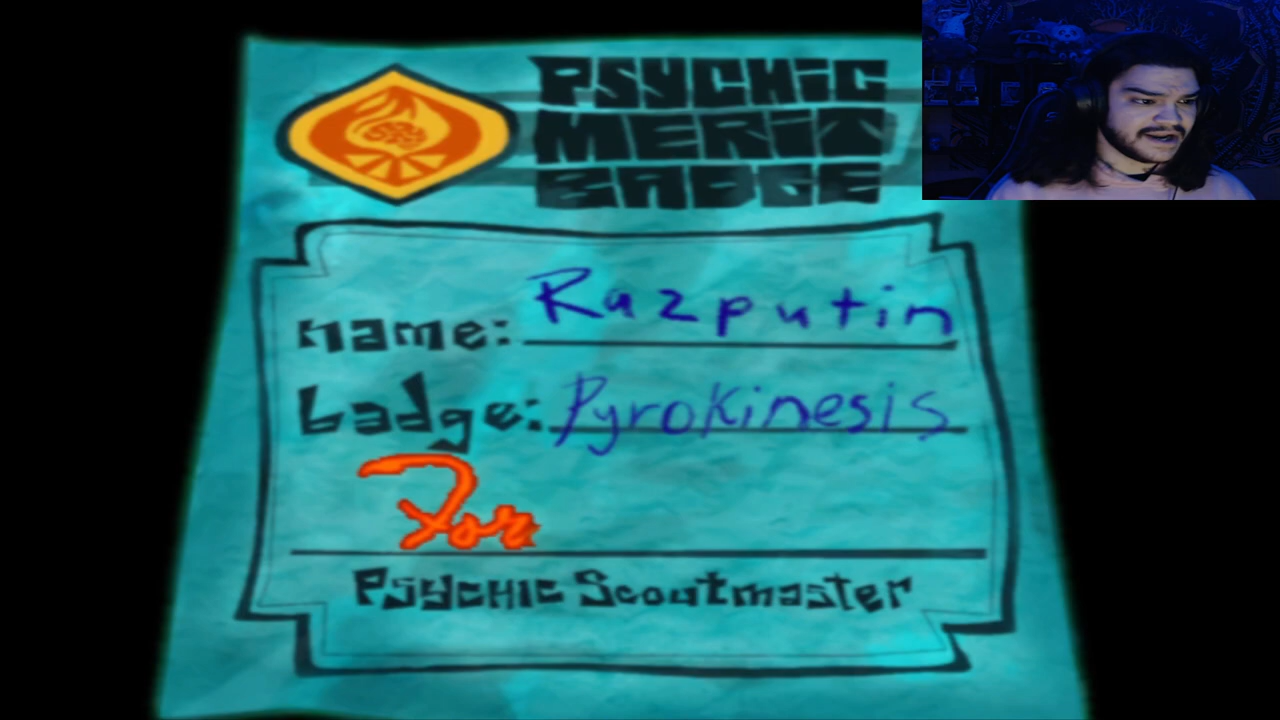 PSYCHIC
MERIT
BADGE
name: Razputin
badge: Pyrokinesis
For
Psychic Scoutmaster